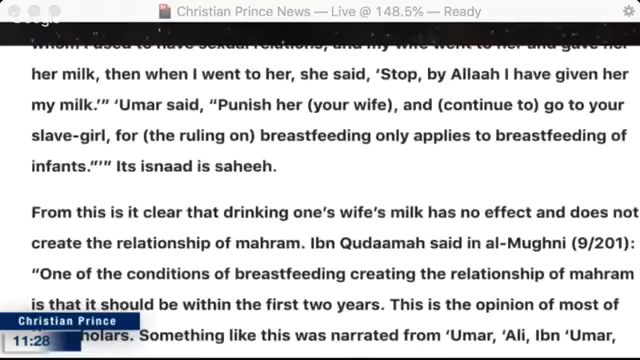 Christian Prince News — Live @ 148.5% — Ready
whom I used to have sexual relations, and my wife went to her and gave her
her milk, then when I went to her, she said, ‘Stop, by Allaah I have given her
my milk.’” ‘Umar said, “Punish her (your wife), and (continue to) go to your
slave-girl, for (the ruling on) breastfeeding only applies to breastfeeding of
infants.”’” Its isnaad is saheeh.
From this is it clear that drinking one’s wife’s milk has no effect and does not
create the relationship of mahram. Ibn Qudaamah said in al-Mughni (9/201):
“One of the conditions of breastfeeding creating the relationship of mahram
is that it should be within the first two years. This is the opinion of most of
Christian Prince
holars. Something like this was narrated from ‘Umar, ‘Ali, Ibn ‘Umar,
11:28